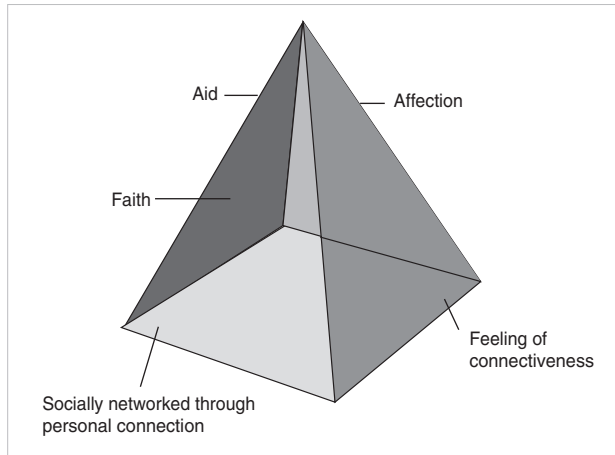 Aid
Affection
Faith
Feeling of
connectiveness
Socially networked through
personal connection